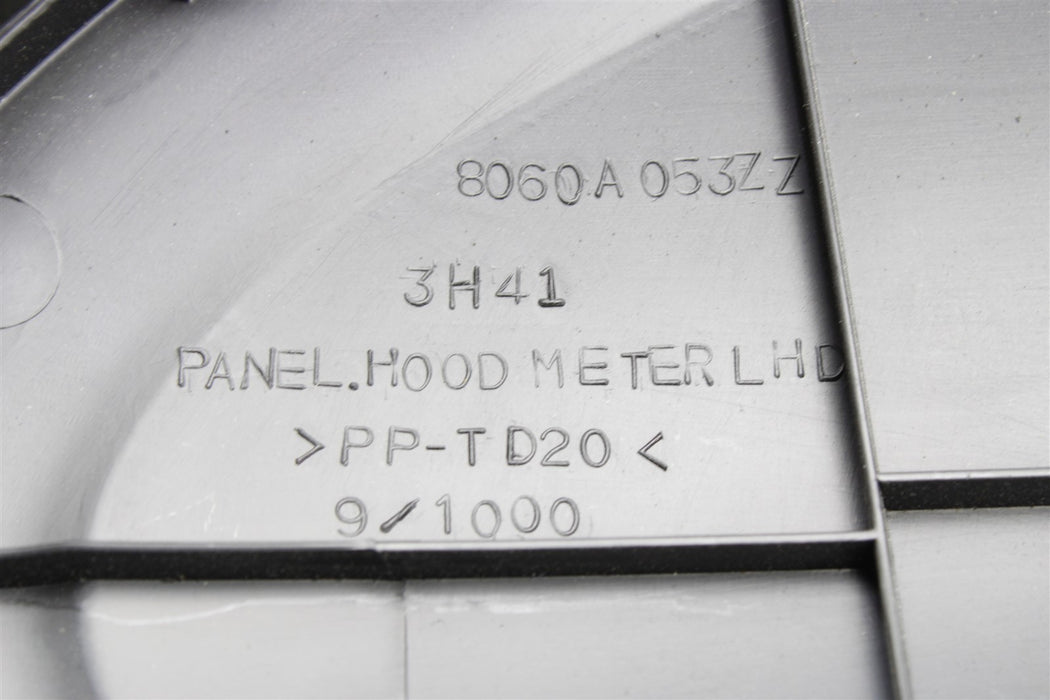 8060A053ZZ
3H41
PANEL.HOOD METER LHD
>PP-TD20<
9/1000